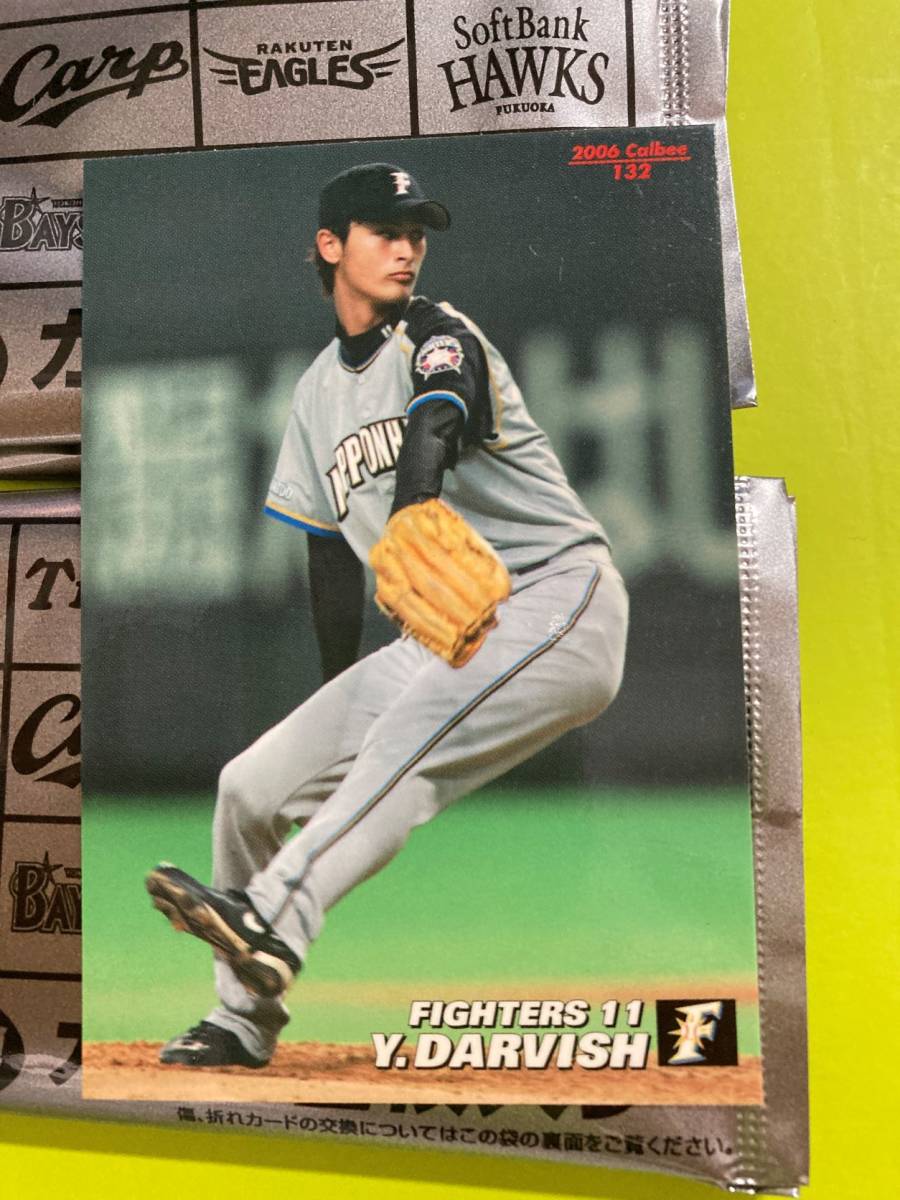 Carp
RAKUTEN
EAGLES
SoftBank
HAWKS
FUKUOKA
2006 Calbee
132
F
BAYS
NIPPONH
FIGHTERS 11
Y. DARVISH
F
BAYS
傷、折れカードの交換についてはこの袋の裏面をご覧ください。